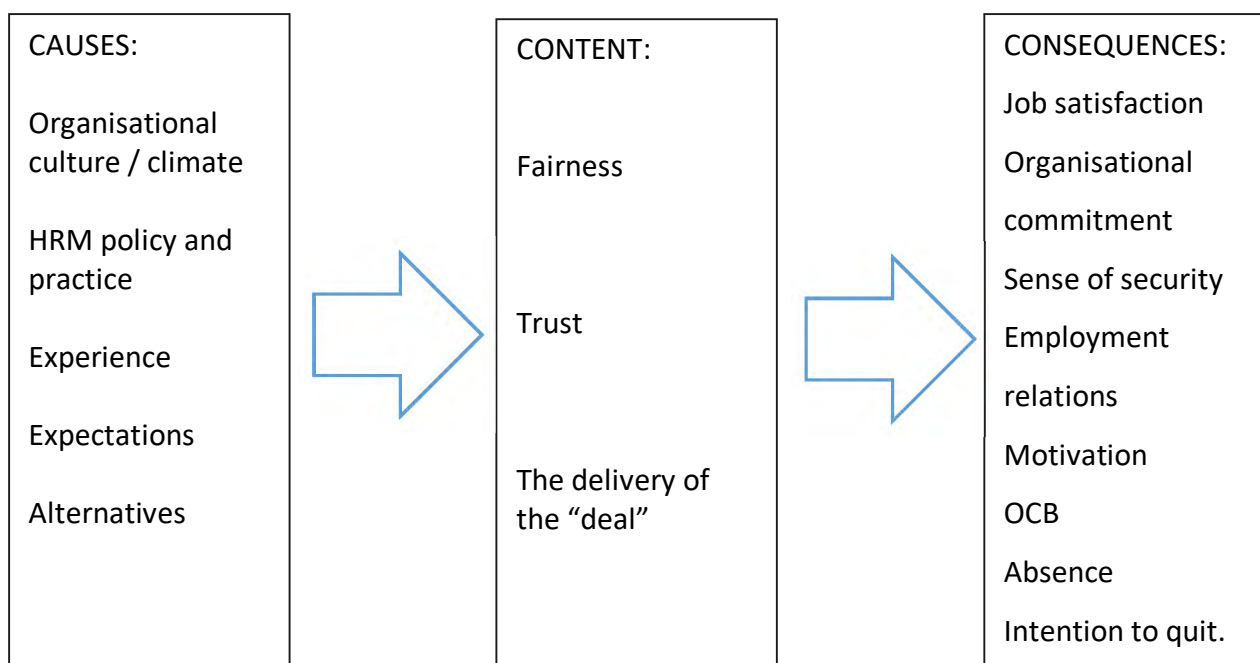 CAUSES:
Organisational
culture / climate
HRM policy and
practice
Experience
Expectations
Alternatives
CONTENT:
Fairness
Trust
The delivery of
the “deal”
CONSEQUENCES:
Job satisfaction
Organisational
commitment
Sense of security
Employment
relations
Motivation
OCB
Absence
Intention to quit.